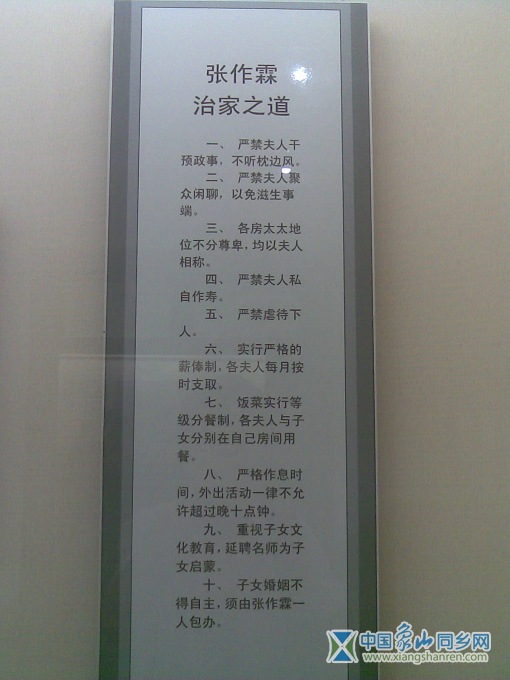 张作霖
治家之道
一、 严禁夫人干
预政事，不听枕边风。
二、 严禁夫人聚
众闲聊，以免滋生事
端。
三、 各房太太地
位不分尊卑，均以夫人
相称。
四、 严禁夫人私
自作寿。
五、 严禁虐待下
人。
六、 实行严格的
薪俸制，各夫人每月按
时支取。
七、 饭菜实行等
级分餐制，各夫人与子
女分别在自己房间用
餐。
八、 严格作息时
间，外出活动一律不允
许超过晚十点钟。
九、 重视子女文
化教育，延聘名师为子
女启蒙。
十、 子女婚姻不
得自主，须由张作霖一
人包办。
中国象山同乡网
www.xiangshanren.com